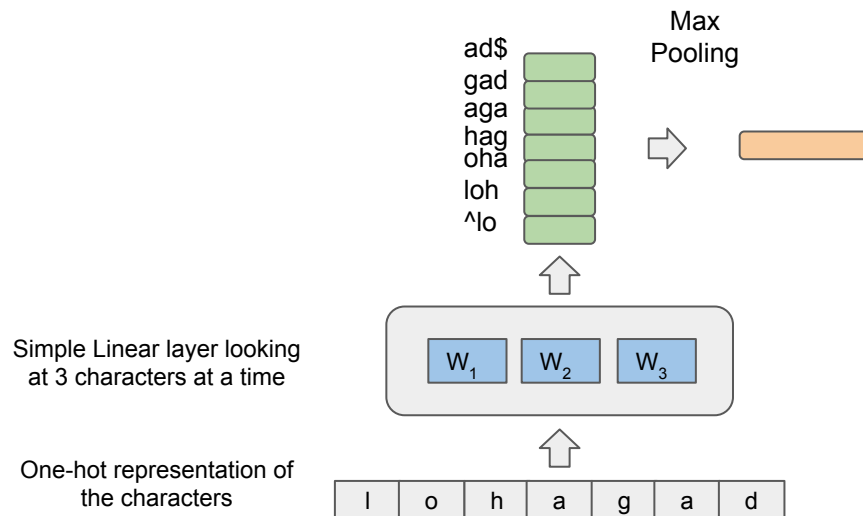 Max
Pooling
ad$
gad
aga
hag
oha
loh
^lo
Simple Linear layer looking
at 3 characters at a time
W₁ W₂ W₃
One-hot representation of
the characters
l o h a g a d